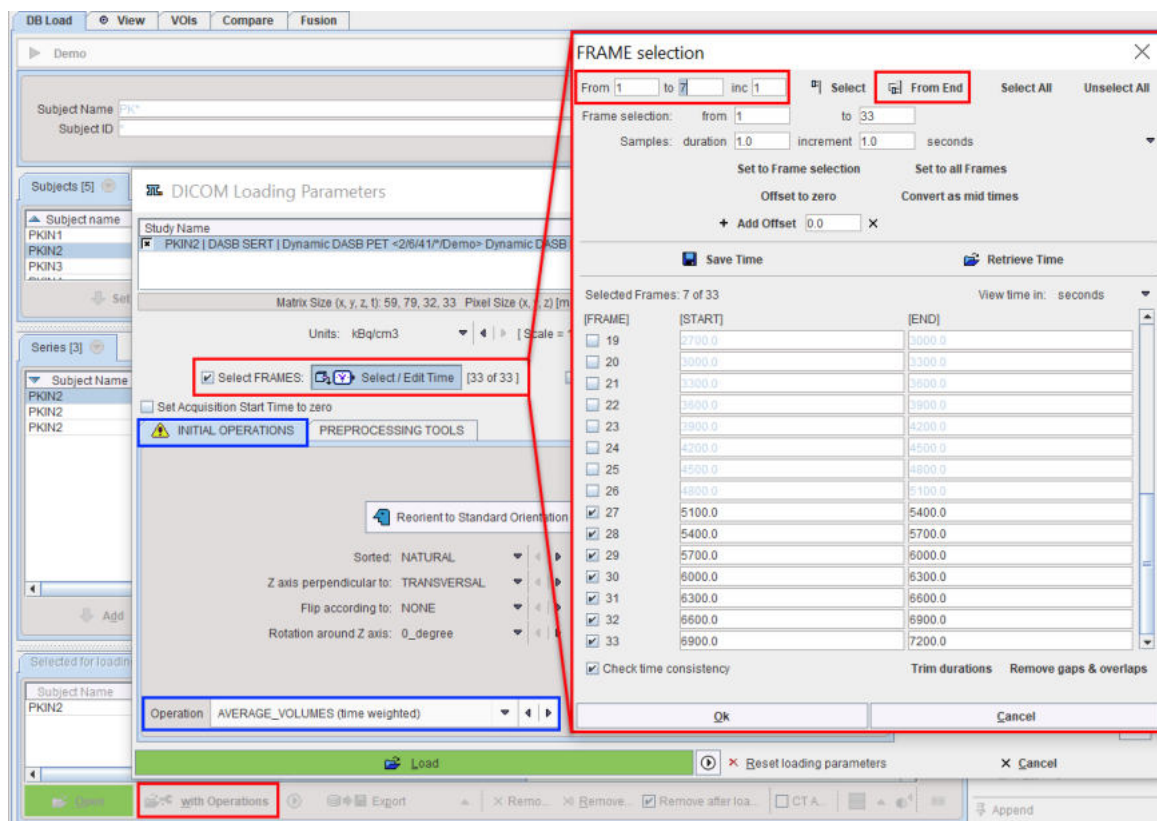 DB Load View VOIs Compare Fusion
Demo
Subject Name PK*
Subject ID *
Subjects [5]
Subject name
PKIN1
PKIN2
PKIN3
Set
Series [3]
Subject Name
PKIN2
PKIN2
PKIN2
Add
Selected for loadin
Subject Name
PKIN2
Open with Operations Export Remo... Remove... Remove after loa... CT A...
Append
DICOM Loading Parameters
Study Name
PKIN2 | DASB SERT | Dynamic DASB PET <2/6/41/*/Demo> Dynamic DASB
Matrix Size (x, y, z, t): 59, 79, 32, 33 Pixel Size (x, y, z) [m
Units: kBq/cm3 [ Scale =
Select FRAMES: Select / Edit Time [33 of 33 ]
Set Acquisition Start Time to zero
INITIAL OPERATIONS PREPROCESSING TOOLS
Reorient to Standard Orientation
Sorted: NATURAL
Z axis perpendicular to: TRANSVERSAL
Flip according to: NONE
Rotation around Z axis: 0_degree
Operation AVERAGE_VOLUMES (time weighted)
Load Reset loading parameters Cancel
FRAME selection
From 1 to 7 inc 1 Select From End Select All Unselect All
Frame selection: from 1 to 33
Samples: duration 1.0 increment 1.0 seconds
Set to Frame selection Set to all Frames
Offset to zero Convert as mid times
+ Add Offset 0.0
Save Time Retrieve Time
Selected Frames: 7 of 33 View time in: seconds
[FRAME] [START] [END]
19 2700.0 3000.0
20 3000.0 3300.0
21 3300.0 3600.0
22 3600.0 3900.0
23 3900.0 4200.0
24 4200.0 4500.0
25 4500.0 4800.0
26 4800.0 5100.0
27 5100.0 5400.0
28 5400.0 5700.0
29 5700.0 6000.0
30 6000.0 6300.0
31 6300.0 6600.0
32 6600.0 6900.0
33 6900.0 7200.0
Check time consistency Trim durations Remove gaps & overlaps
Ok Cancel